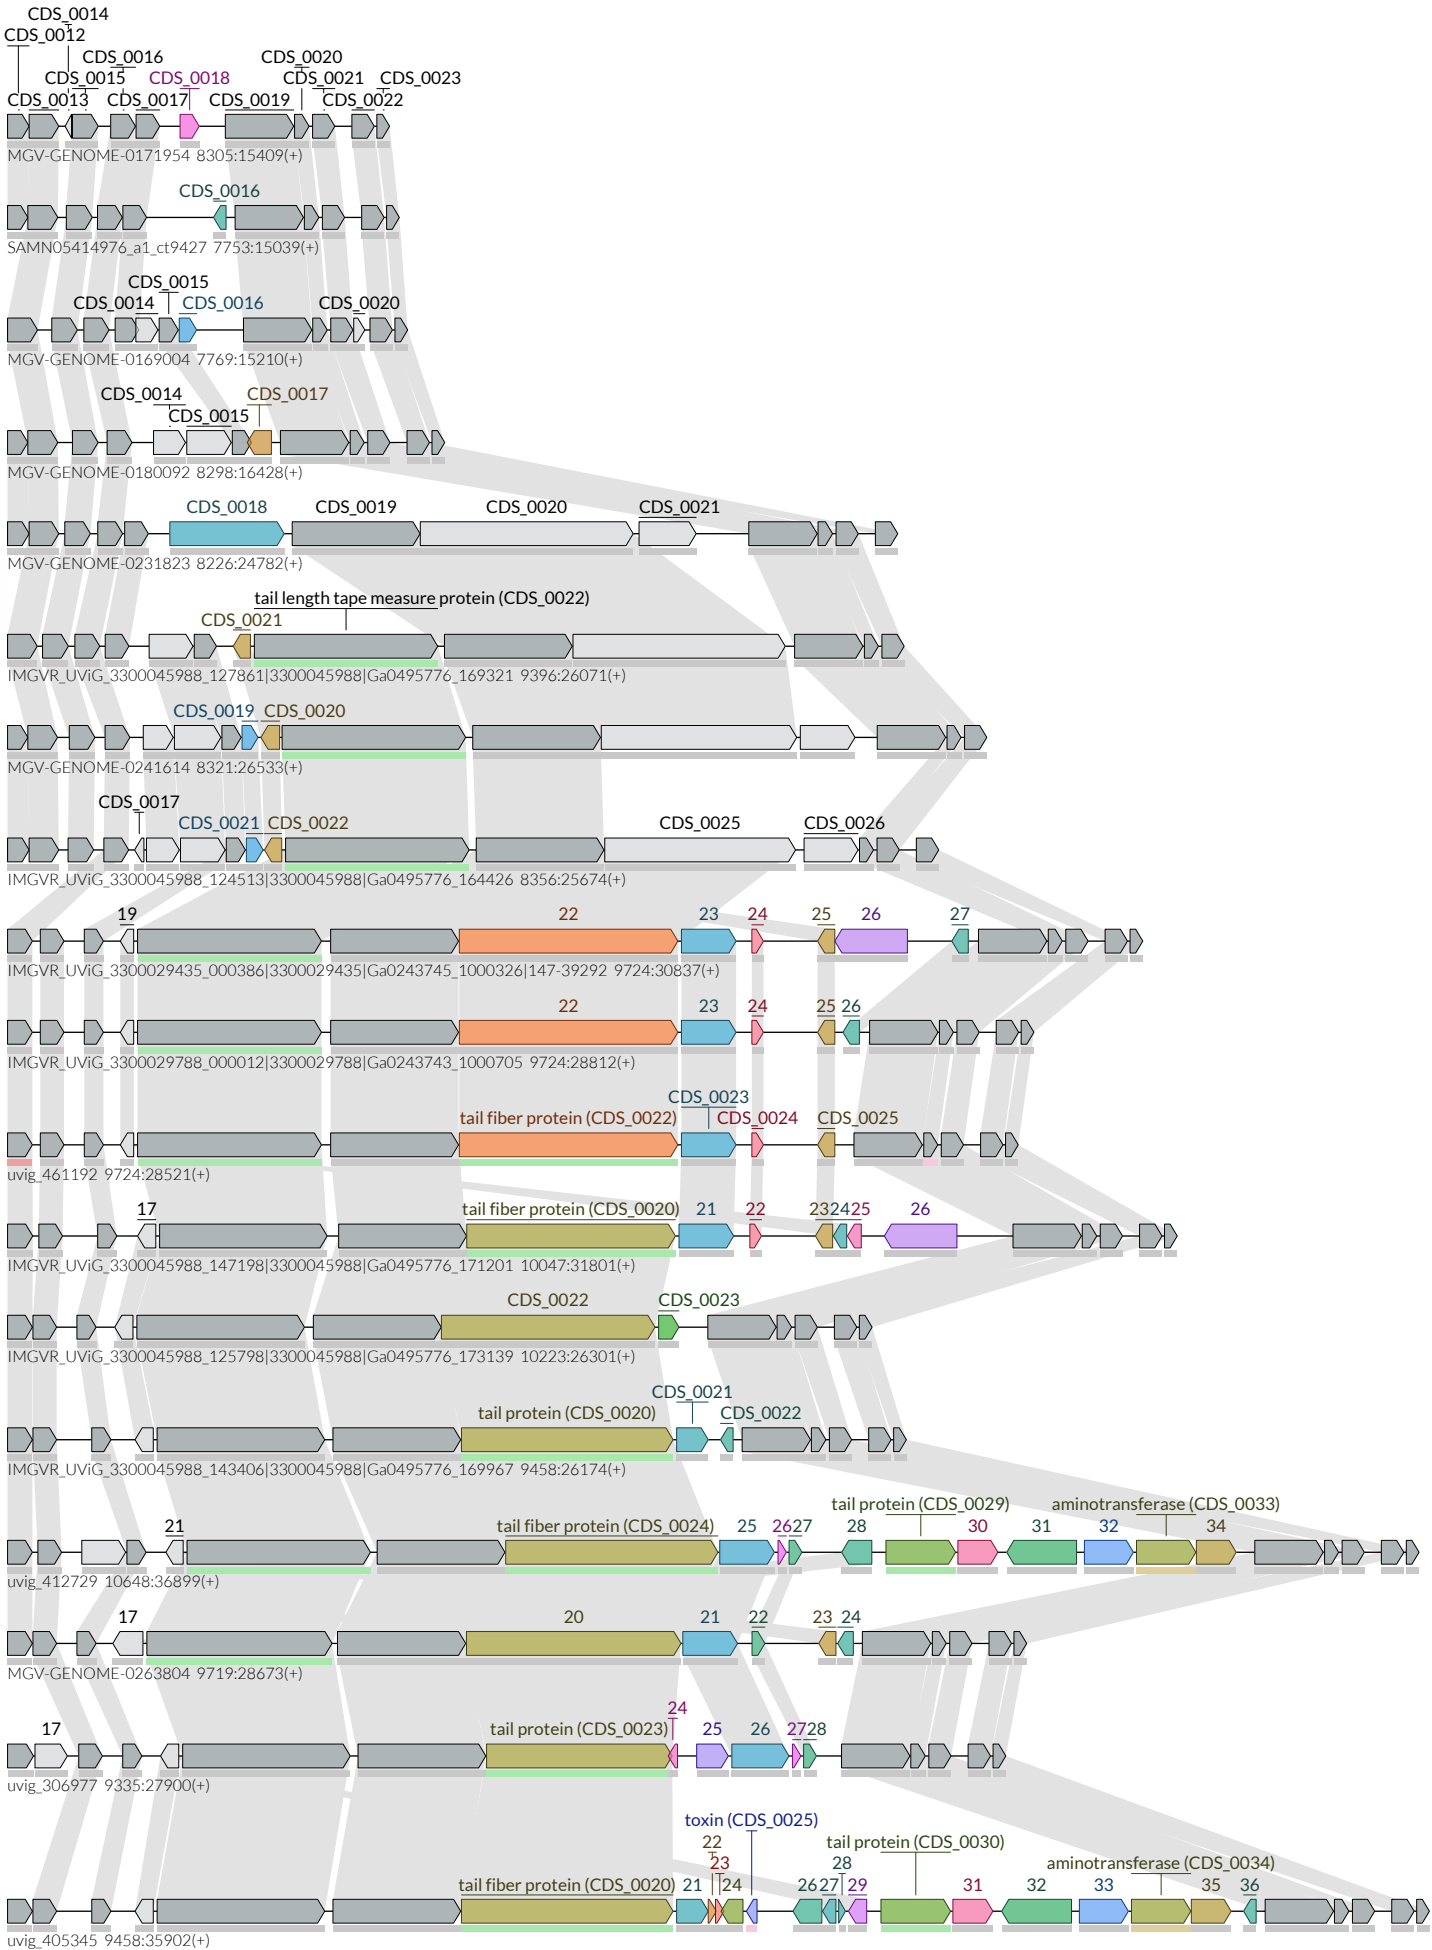 CDS_0014
CDS_0012
CDS_0016 CDS_0020
CDS_0015 CDS_0018 CDS_0021 CDS_0023
CDS_0013 CDS_0017 CDS_0019 CDS_0022
MGV-GENOME-0171954 8305:15409(+)
CDS_0016
SAMN05414976_a1_ct9427 7753:15039(+)
CDS_0015
CDS_0014 CDS_0016 CDS_0020
MGV-GENOME-0169004 7769:15210(+)
CDS_0014 CDS_0017
CDS_0015
MGV-GENOME-0180092 8298:16428(+)
CDS_0018 CDS_0019 CDS_0020 CDS_0021
MGV-GENOME-0231823 8226:24782(+)
tail length tape measure protein (CDS_0022)
CDS_0021
IMGVR_UViG_3300045988_127861|3300045988|Ga0495776_169321 9396:26071(+)
CDS_0019 CDS_0020
MGV-GENOME-0241614 8321:26533(+)
CDS_0017
CDS_0021 CDS_0022 CDS_0025 CDS_0026
IMGVR_UViG_3300045988_124513|3300045988|Ga0495776_164426 8356:25674(+)
19 22 23 24 25 26 27
IMGVR_UViG_3300029435_000386|3300029435|Ga0243745_1000326|147-39292 9724:30837(+)
22 23 24 25 26
IMGVR_UViG_3300029788_000012|3300029788|Ga0243743_1000705 9724:28812(+)
CDS_0023
tail fiber protein (CDS_0022) CDS_0024 CDS_0025
uvig_461192 9724:28521(+)
17 tail fiber protein (CDS_0020) 21 22 23 24 25 26
IMGVR_UViG_3300045988_147198|3300045988|Ga0495776_171201 10047:31801(+)
CDS_0022 CDS_0023
IMGVR_UViG_3300045988_125798|3300045988|Ga0495776_173139 10223:26301(+)
CDS_0021
tail protein (CDS_0020) CDS_0022
IMGVR_UViG_3300045988_143406|3300045988|Ga0495776_169967 9458:26174(+)
tail protein (CDS_0029) aminotransferase (CDS_0033)
21 tail fiber protein (CDS_0024) 25 26 27 28 30 31 32 34
uvig_412729 10648:36899(+)
17 20 21 22 23 24
MGV-GENOME-0263804 9719:28673(+)
24
17 tail protein (CDS_0023) 25 26 27 28
uvig_306977 9335:27900(+)
toxin (CDS_0025)
22 tail protein (CDS_0030)
23 28 aminotransferase (CDS_0034)
tail fiber protein (CDS_0020) 21 24 26 27 29 31 32 33 35 36
uvig_405345 9458:35902(+)